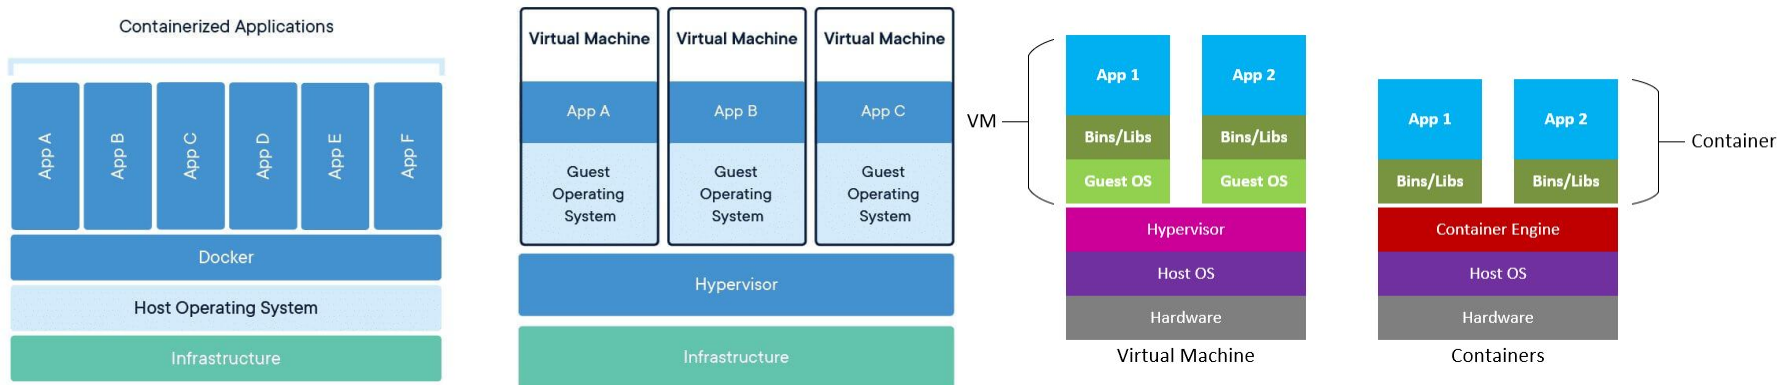 Containerized Applications
App A
App B
App C
App D
App E
App F
Docker
Host Operating System
Infrastructure
Virtual Machine
Virtual Machine
Virtual Machine
App A
App B
App C
Guest
Operating
System
Guest
Operating
System
Guest
Operating
System
Hypervisor
Infrastructure
VM
App 1
App 2
Bins/Libs
Bins/Libs
Guest OS
Guest OS
Hypervisor
Host OS
Hardware
Virtual Machine
App 1
App 2
Bins/Libs
Bins/Libs
Container
Container Engine
Host OS
Hardware
Containers